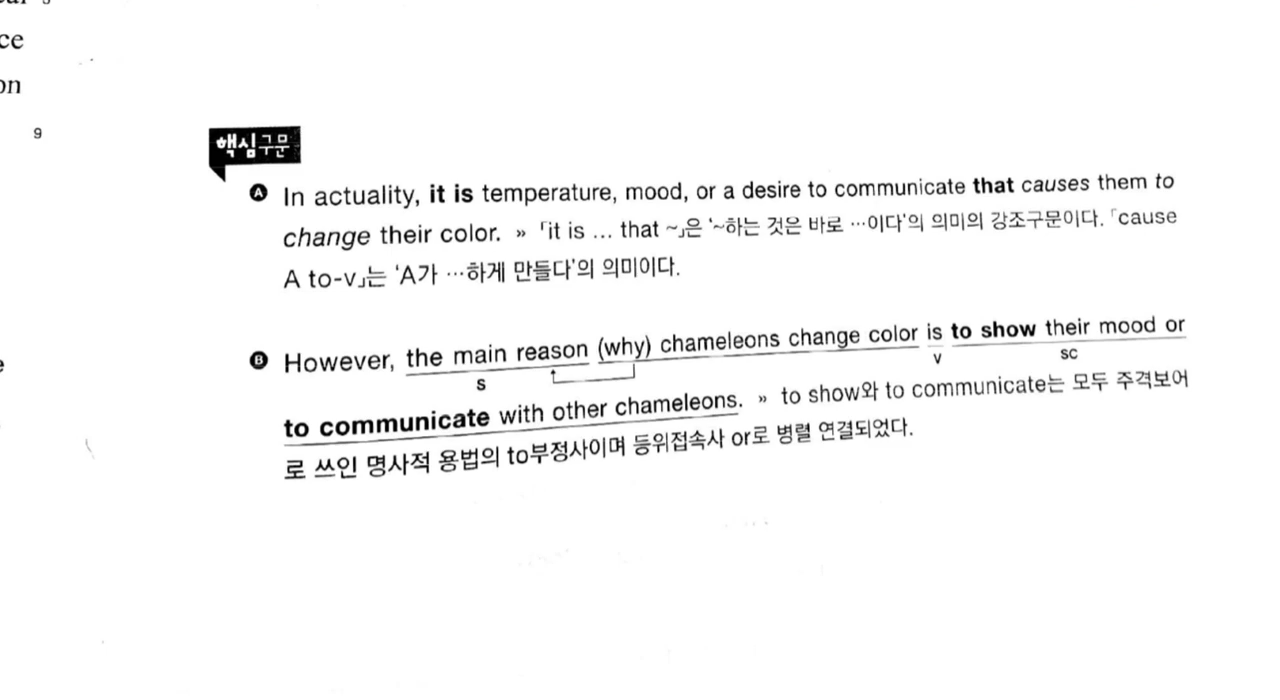 ce
on
9
핵심구문
A In actuality, it is temperature, mood, or a desire to communicate that causes them to
change their color. » 「it is … that ~」은 '~하는 것은 바로 …이다'의 의미의 강조구문이다. 「cause
A to-v」는 'A가 …하게 만들다'의 의미이다.
B However, the main reason (why) chameleons change color is to show their mood or
S V SC
to communicate with other chameleons. » to show와 to communicate는 모두 주격보어
로 쓰인 명사적 용법의 to부정사이며 등위접속사 or로 병렬 연결되었다.